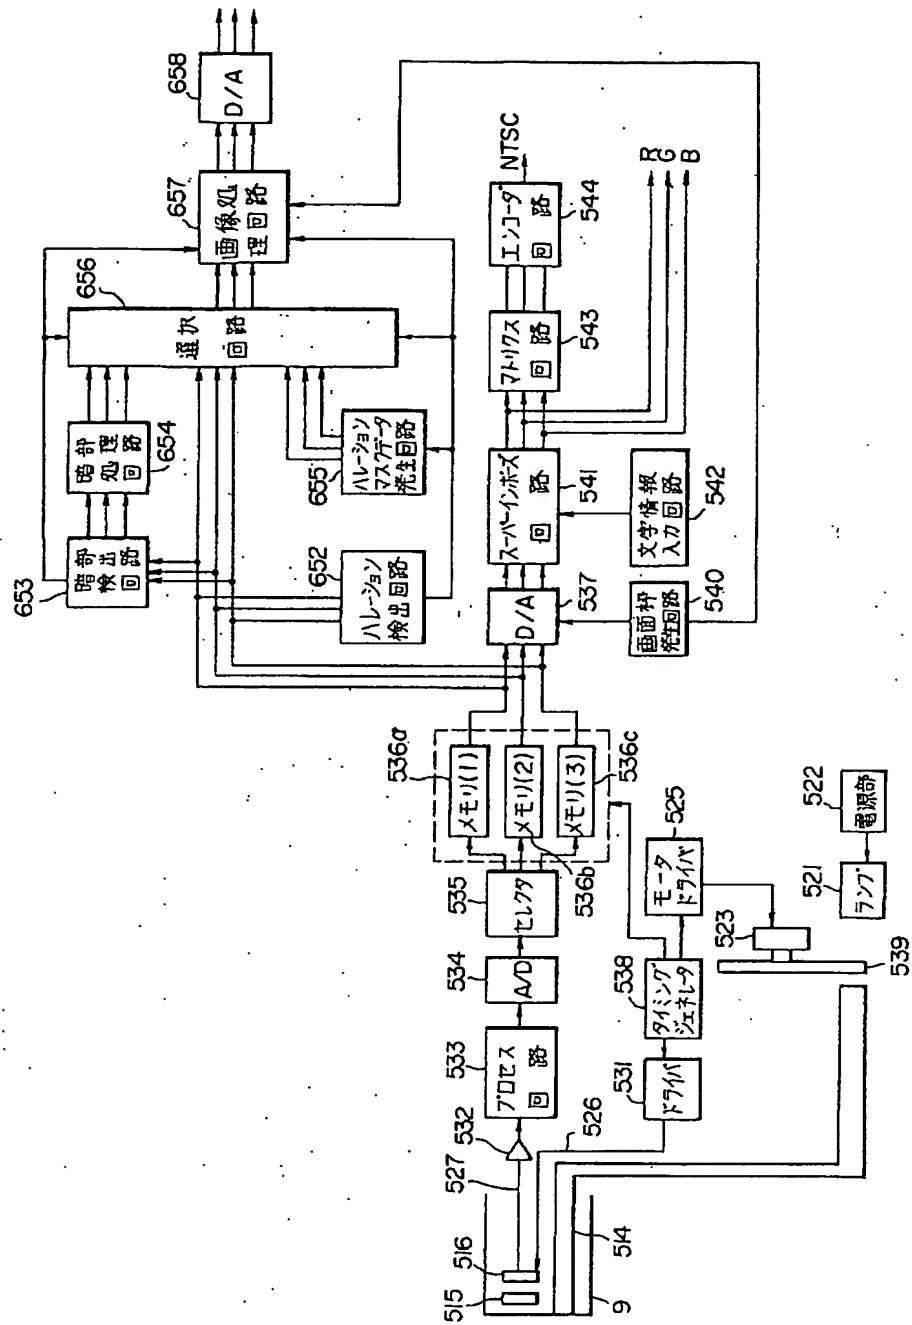 658
D/A
657
画像処
理回路
656
選択
回路
暗部
処理
回路
654
653
暗部
検出
回路
655
ハレーション
マスクデータ
発生回路
652
ハレーション
検出回路
NTSC
エンコーダ
回路
544
マトリクス
回路
543
スーパーインポーズ
回路
541
文字情報
入力回路
542
D/A
537
画面枠
発生回路
540
R
G
B
536a
メモリ(1)
メモリ(2)
536b
メモリ(3)
536c
535
セレクタ
534
A/D
533
プロセス
回路
532
527
526
516
515
514
9
538
タイミング
ジェネレータ
531
ドライバ
525
モータ
ドライバ
523
539
522
電源部
521
ランプ